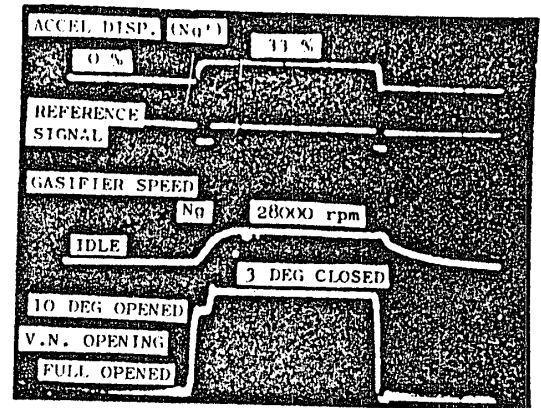 ACCEL DISP. (Ng')
33 %
0 %
REFERENCE
SIGNAL
GASIFIER SPEED
Ng 28000 rpm
IDLE
3 DEG CLOSED
10 DEG OPENED
V.N. OPENING
FULL OPENED